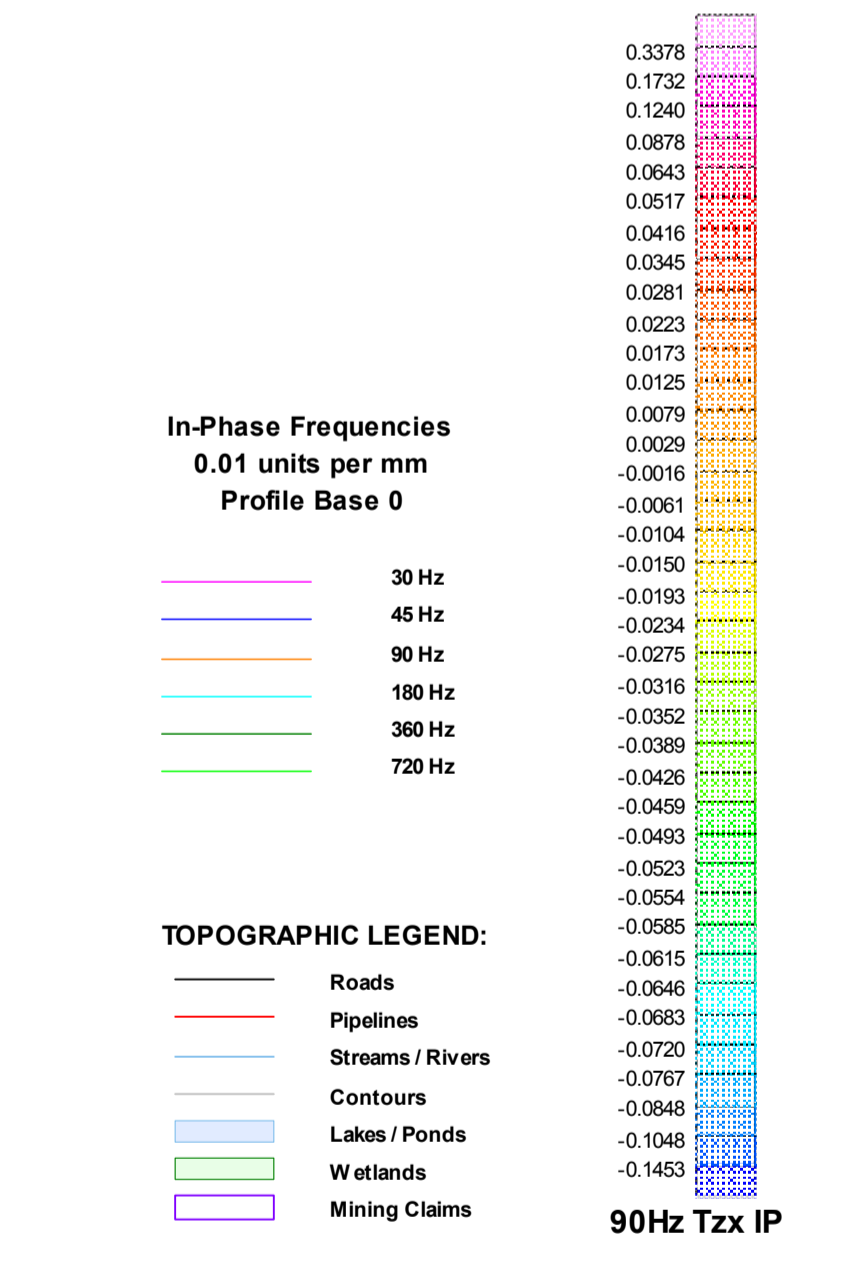 In-Phase Frequencies
0.01 units per mm
Profile Base 0
30 Hz
45 Hz
90 Hz
180 Hz
360 Hz
720 Hz
TOPOGRAPHIC LEGEND:
Roads
Pipelines
Streams / Rivers
Contours
Lakes / Ponds
Wetlands
Mining Claims
0.3378
0.1732
0.1240
0.0878
0.0643
0.0517
0.0416
0.0345
0.0281
0.0223
0.0173
0.0125
0.0079
0.0029
-0.0016
-0.0061
-0.0104
-0.0150
-0.0193
-0.0234
-0.0275
-0.0316
-0.0352
-0.0389
-0.0426
-0.0459
-0.0493
-0.0523
-0.0554
-0.0585
-0.0615
-0.0646
-0.0683
-0.0720
-0.0767
-0.0848
-0.1048
-0.1453
90Hz Tzx IP